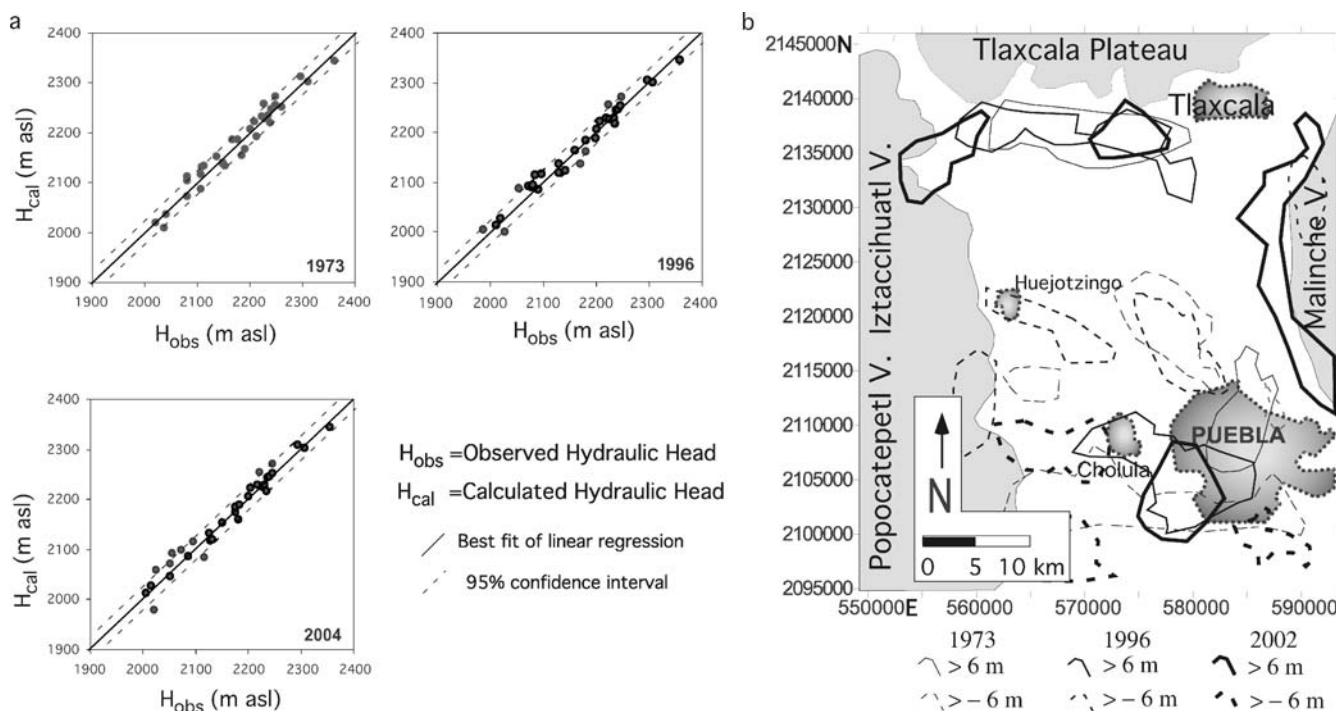 a
2400
2300
2200
2100
2000
1900
H_cal (m asl)
1973
1900 2000 2100 2200 2300 2400
H_obs (m asl)
2400
2300
2200
2100
2000
1900
1996
1900 2000 2100 2200 2300 2400
H_obs (m asl)
2400
2300
2200
2100
2000
1900
H_cal (m asl)
2004
1900 2000 2100 2200 2300 2400
H_obs (m asl)
H_obs =Observed Hydraulic Head
H_cal =Calculated Hydraulic Head
Best fit of linear regression
95% confidence interval
b
2145000N
2140000
2135000
2130000
2125000
2120000
2115000
2110000
2105000
2100000
2095000
Tlaxcala Plateau
Tlaxcala
Popocatepetl V. Iztaccihuatl V.
Malinche V.
Huejotzingo
PUEBLA
Cholula
N
0 5 10 km
550000E 560000 570000 580000 590000
1973 1996 2002
> 6 m > 6 m > 6 m
>- 6 m >- 6 m >- 6 m